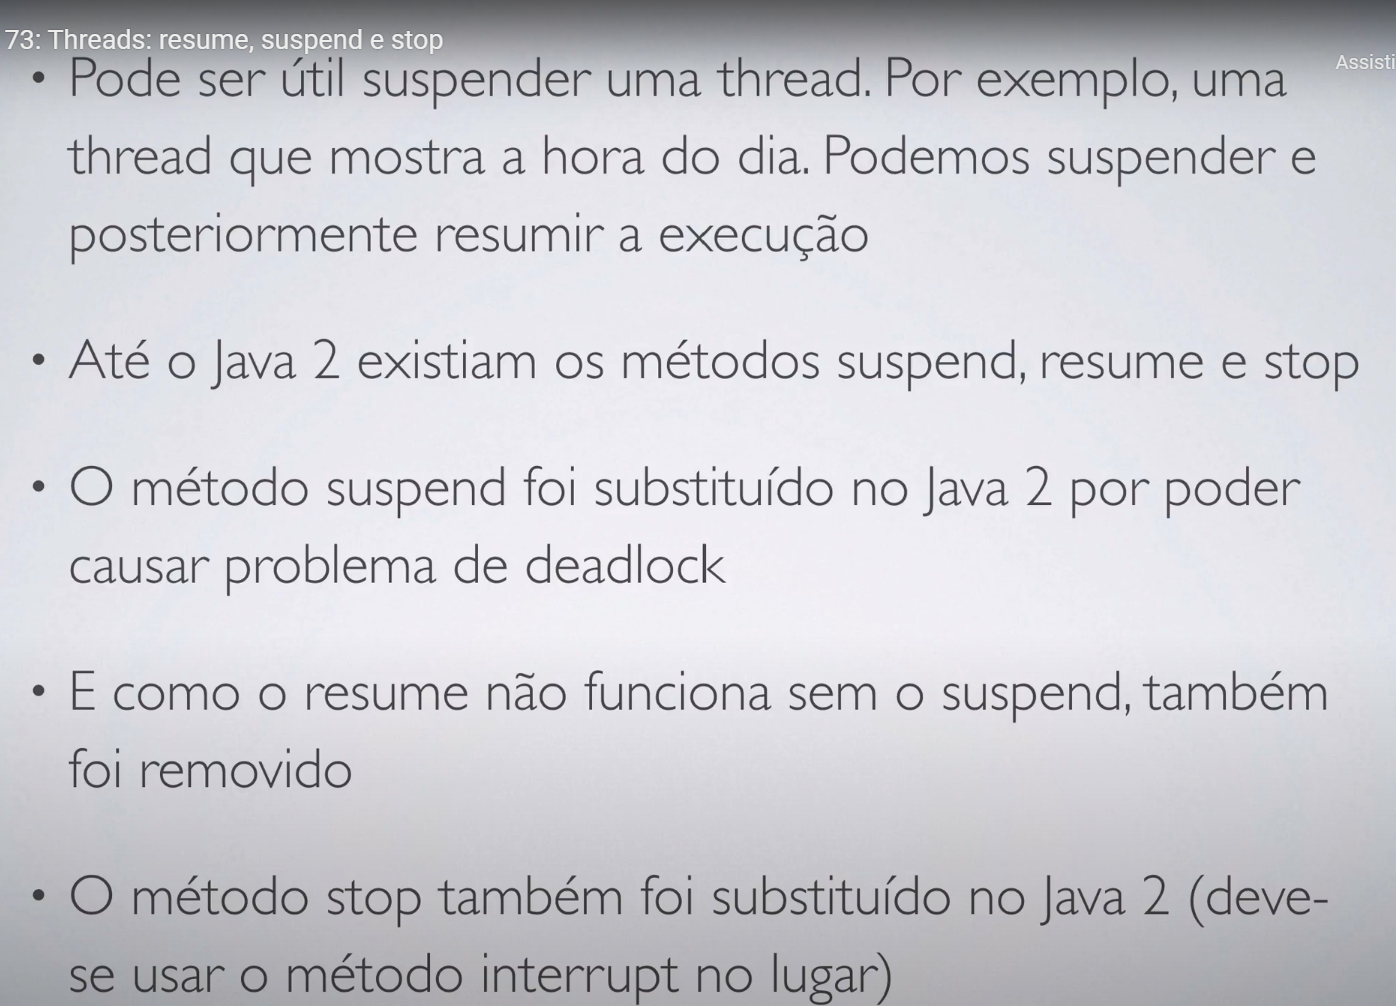 73: Threads: resume, suspend e stop
Assisti
• Pode ser útil suspender uma thread. Por exemplo, uma
thread que mostra a hora do dia. Podemos suspender e
posteriormente resumir a execução
• Até o Java 2 existiam os métodos suspend, resume e stop
• O método suspend foi substituído no Java 2 por poder
causar problema de deadlock
• E como o resume não funciona sem o suspend, também
foi removido
• O método stop também foi substituído no Java 2 (deve-
se usar o método interrupt no lugar)